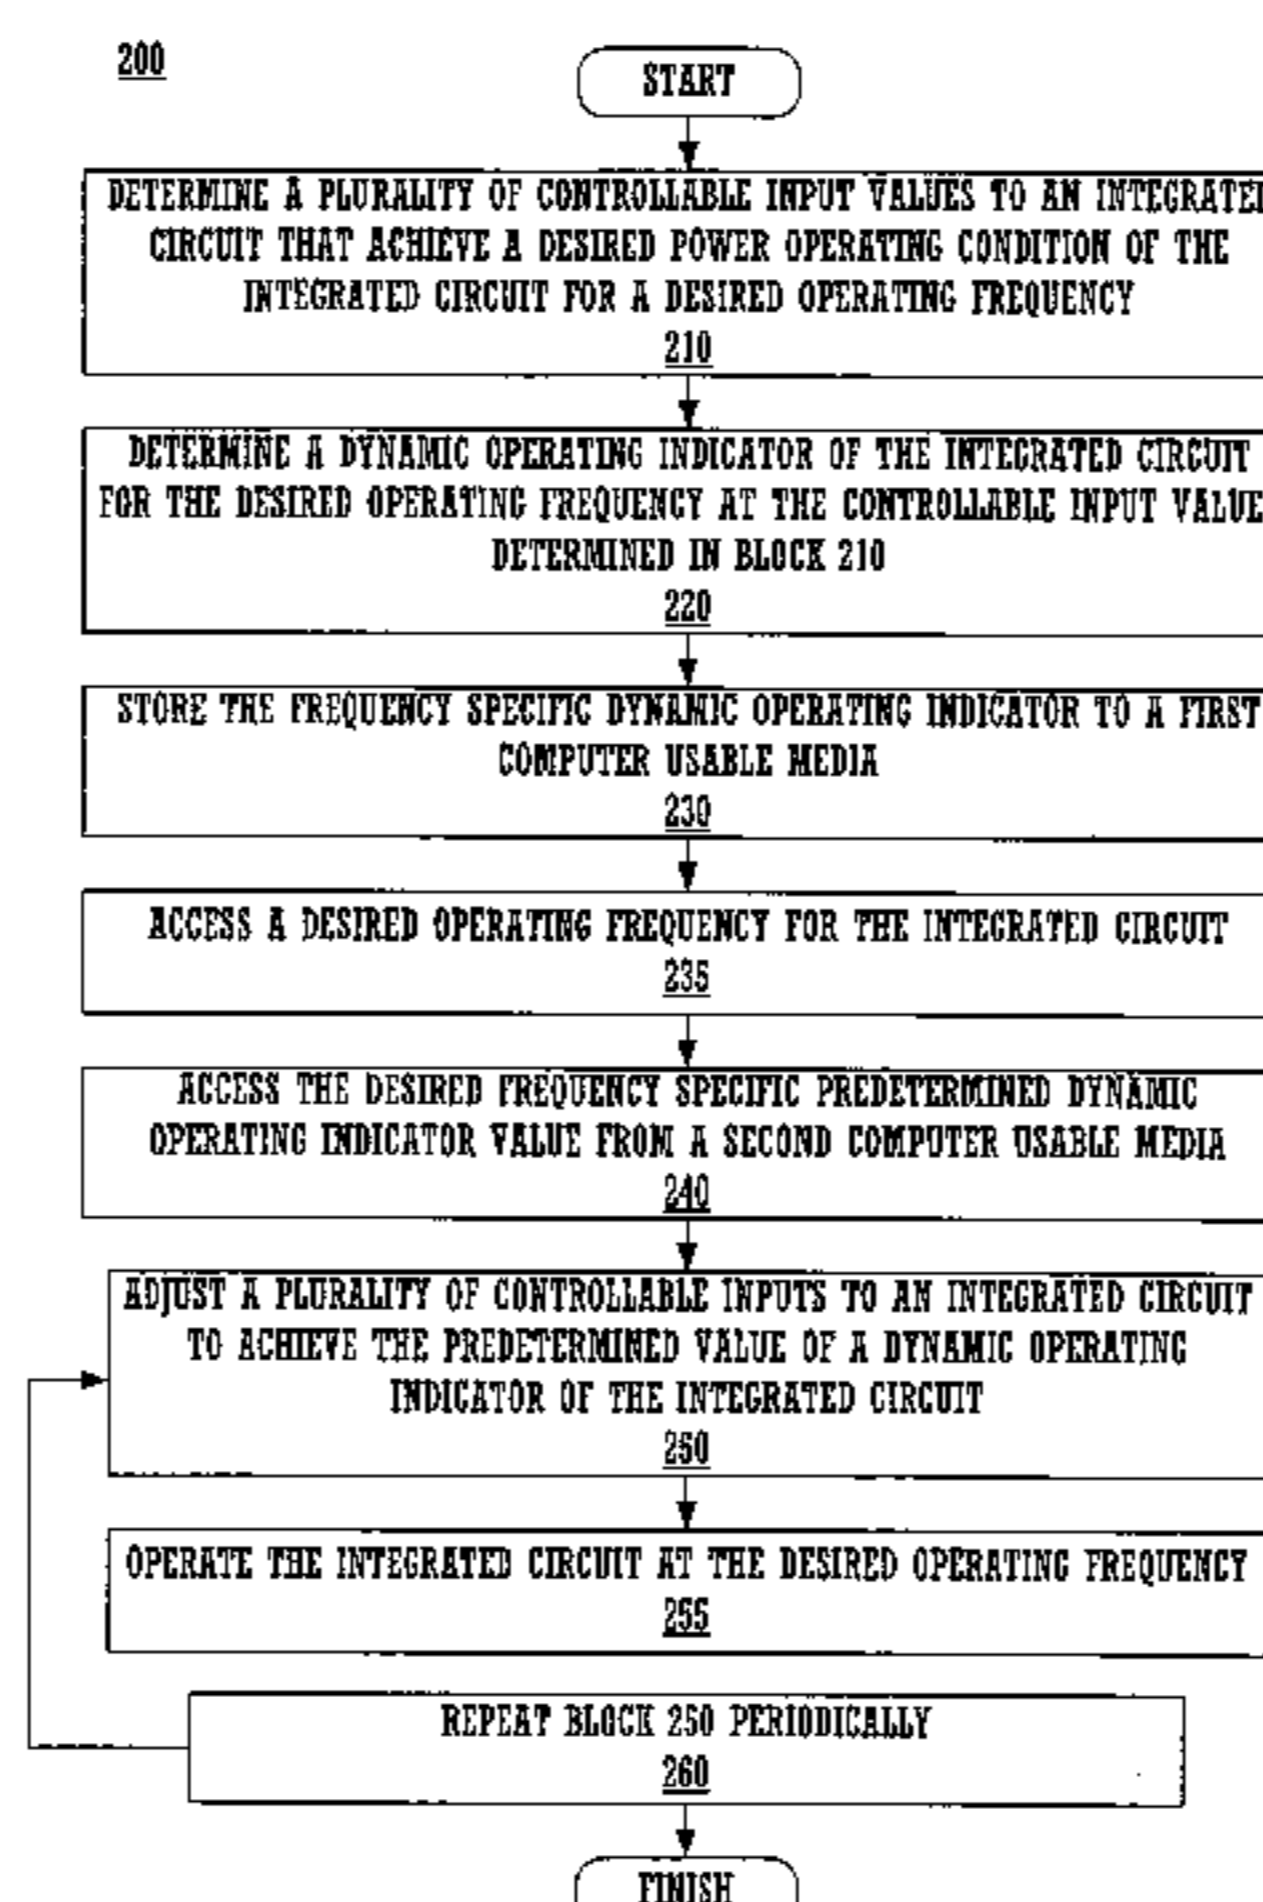 200
START
DETERMINE A PLURALITY OF CONTROLLABLE INPUT VALUES TO AN INTEGRATED
CIRCUIT THAT ACHIEVE A DESIRED POWER OPERATING CONDITION OF THE
INTEGRATED CIRCUIT FOR A DESIRED OPERATING FREQUENCY
210
DETERMINE A DYNAMIC OPERATING INDICATOR OF THE INTEGRATED CIRCUIT
FOR THE DESIRED OPERATING FREQUENCY AT THE CONTROLLABLE INPUT VALUE
DETERMINED IN BLOCK 210
220
STORE THE FREQUENCY SPECIFIC DYNAMIC OPERATING INDICATOR TO A FIRST
COMPUTER USABLE MEDIA
230
ACCESS A DESIRED OPERATING FREQUENCY FOR THE INTEGRATED CIRCUIT
235
ACCESS THE DESIRED FREQUENCY SPECIFIC PREDETERMINED DYNAMIC
OPERATING INDICATOR VALUE FROM A SECOND COMPUTER USABLE MEDIA
240
ADJUST A PLURALITY OF CONTROLLABLE INPUTS TO AN INTEGRATED CIRCUIT
TO ACHIEVE THE PREDETERMINED VALUE OF A DYNAMIC OPERATING
INDICATOR OF THE INTEGRATED CIRCUIT
250
OPERATE THE INTEGRATED CIRCUIT AT THE DESIRED OPERATING FREQUENCY
255
REPEAT BLOCK 250 PERIODICALLY
260
FINISH